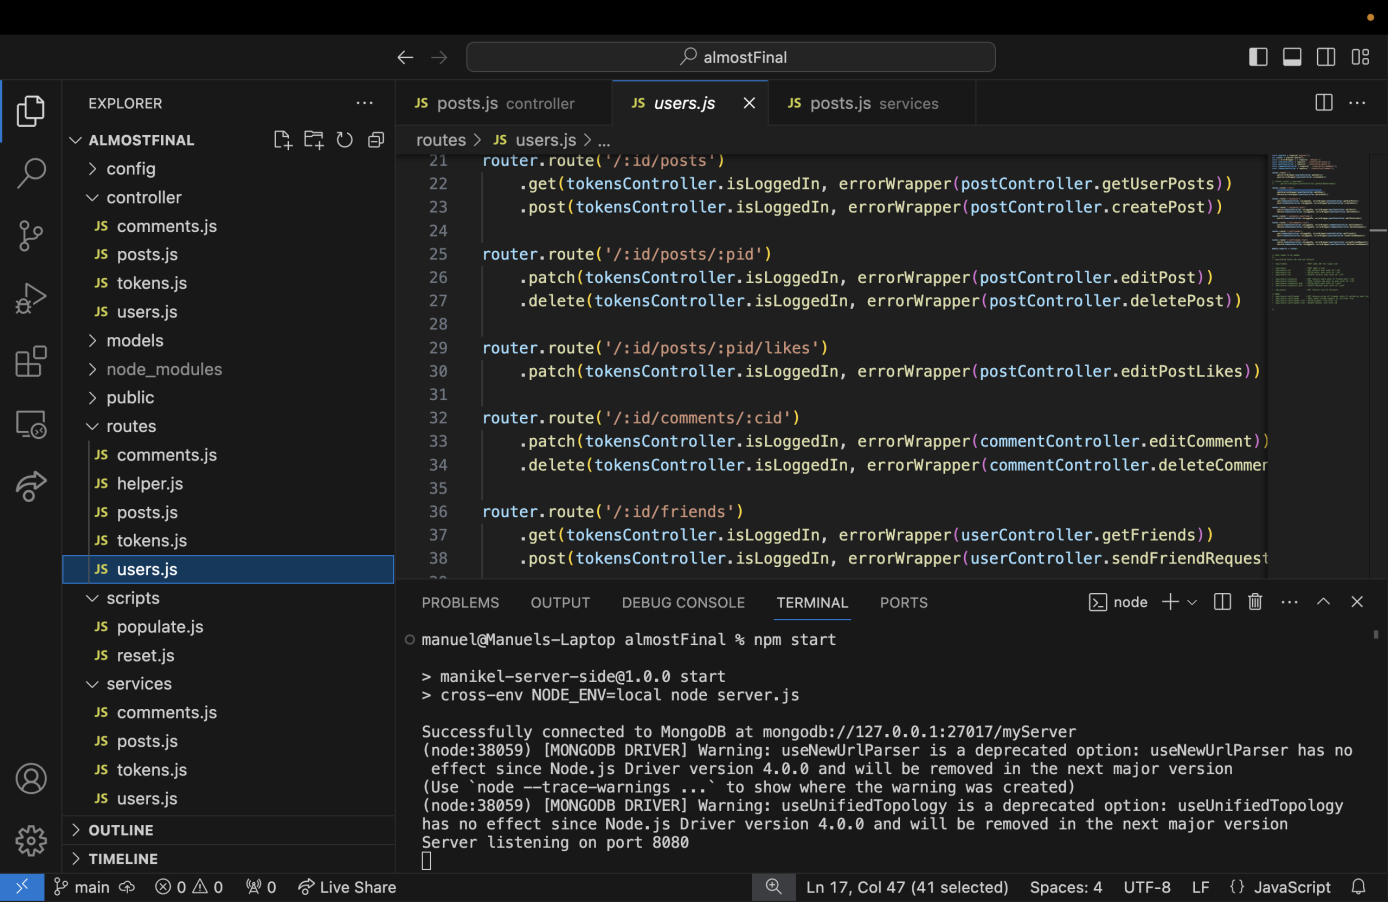 almostFinal
EXPLORER
ALMOSTFINAL
config
controller
JS comments.js
JS posts.js
JS tokens.js
JS users.js
models
node_modules
public
routes
JS comments.js
JS helper.js
JS posts.js
JS tokens.js
JS users.js
scripts
JS populate.js
JS reset.js
services
JS comments.js
JS posts.js
JS tokens.js
JS users.js
OUTLINE
TIMELINE
JS posts.js controller
JS users.js
JS posts.js services
routes > JS users.js > ...
21 router.route('/:id/posts')
22 .get(tokensController.isLoggedIn, errorWrapper(postController.getUserPosts))
23 .post(tokensController.isLoggedIn, errorWrapper(postController.createPost))
24
25 router.route('/:id/posts/:pid')
26 .patch(tokensController.isLoggedIn, errorWrapper(postController.editPost))
27 .delete(tokensController.isLoggedIn, errorWrapper(postController.deletePost))
28
29 router.route('/:id/posts/:pid/likes')
30 .patch(tokensController.isLoggedIn, errorWrapper(postController.editPostLikes))
31
32 router.route('/:id/comments/:cid')
33 .patch(tokensController.isLoggedIn, errorWrapper(commentController.editComment))
34 .delete(tokensController.isLoggedIn, errorWrapper(commentController.deleteCommen
35
36 router.route('/:id/friends')
37 .get(tokensController.isLoggedIn, errorWrapper(userController.getFriends))
38 .post(tokensController.isLoggedIn, errorWrapper(userController.sendFriendRequest
PROBLEMS OUTPUT DEBUG CONSOLE TERMINAL PORTS
node
manuel@Manuels-Laptop almostFinal % npm start
> manikel-server-side@1.0.0 start
> cross-env NODE_ENV=local node server.js
Successfully connected to MongoDB at mongodb://127.0.0.1:27017/myServer
(node:38059) [MONGODB DRIVER] Warning: useNewUrlParser is a deprecated option: useNewUrlParser has no
effect since Node.js Driver version 4.0.0 and will be removed in the next major version
(Use `node --trace-warnings ...` to show where the warning was created)
(node:38059) [MONGODB DRIVER] Warning: useUnifiedTopology is a deprecated option: useUnifiedTopology
has no effect since Node.js Driver version 4.0.0 and will be removed in the next major version
Server listening on port 8080
main 0 0 0 Live Share Ln 17, Col 47 (41 selected) Spaces: 4 UTF-8 LF {} JavaScript